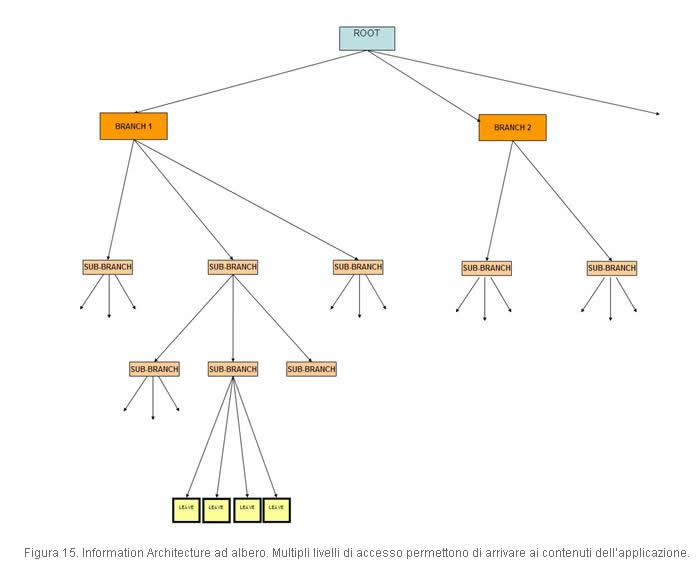 ROOT
BRANCH 1
BRANCH 2
SUB-BRANCH
SUB-BRANCH
SUB-BRANCH
SUB-BRANCH
SUB-BRANCH
SUB-BRANCH
SUB-BRANCH
SUB-BRANCH
LEAVE
LEAVE
LEAVE
LEAVE
Figura 15. Information Architecture ad albero. Multipli livelli di accesso permettono di arrivare ai contenuti dell'applicazione.